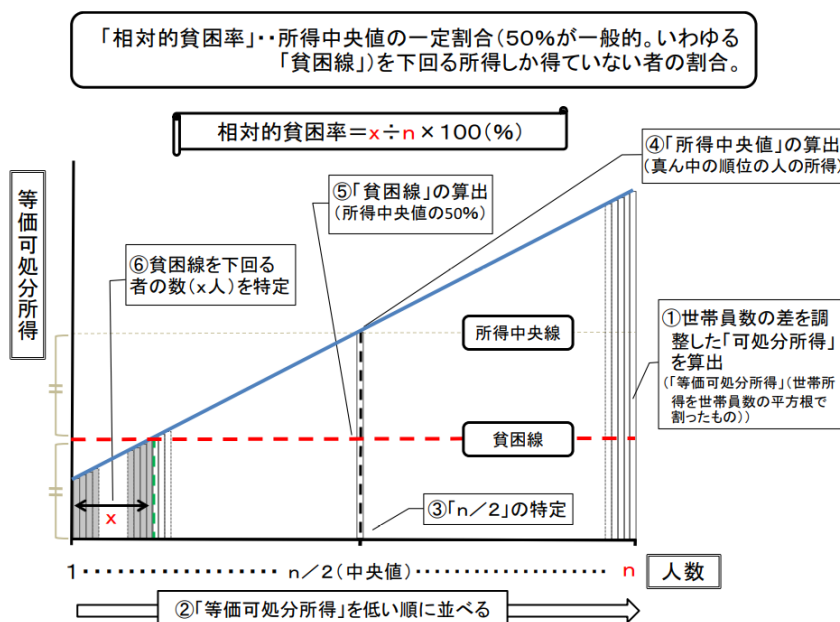 「相対的貧困率」・・所得中央値の一定割合(50%が一般的。いわゆる
「貧困線」)を下回る所得しか得ていない者の割合。
相対的貧困率=x÷n×100(%)
④「所得中央値」の算出
(真ん中の順位の人の所得)
⑤「貧困線」の算出
(所得中央値の50%)
等価可処分所得
⑥貧困線を下回る
者の数(x人)を特定
所得中央線
①世帯員数の差を調
整した「可処分所得」
を算出
(「等価可処分所得」(世帯所
得を世帯員数の平方根で
割ったもの))
貧困線
x
③「n/2」の特定
1・・・・・・・・・・・・・・・・・n/2(中央値)・・・・・・・・・・・・・・・・・n
人数
②「等価可処分所得」を低い順に並べる